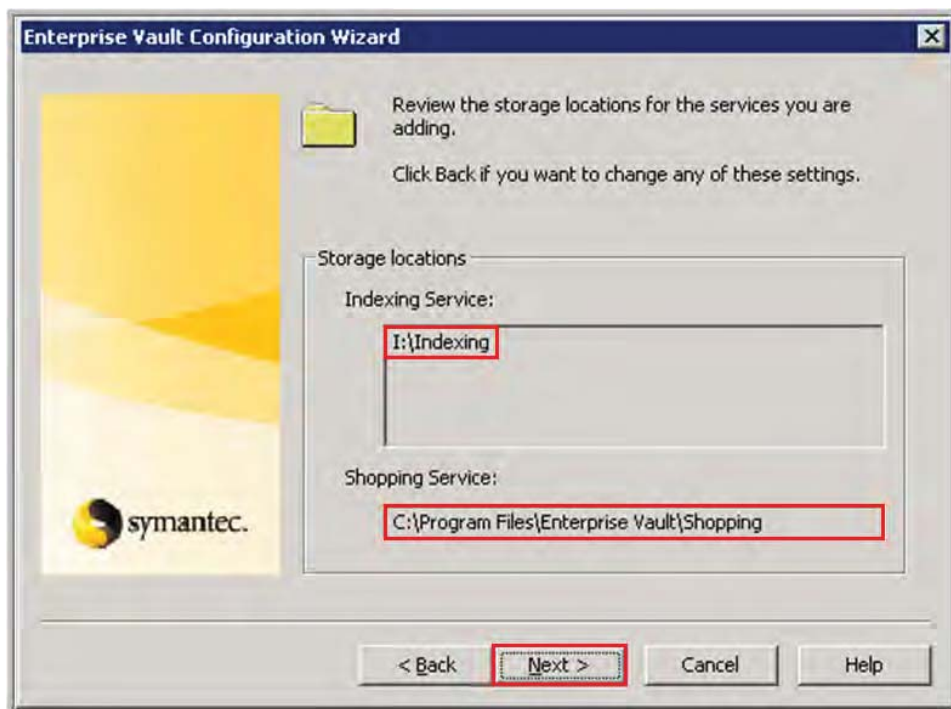 Enterprise Vault Configuration Wizard
Review the storage locations for the services you are
adding.
Click Back if you want to change any of these settings.
Storage locations
Indexing Service:
I:\Indexing
Shopping Service:
C:\Program Files\Enterprise Vault\Shopping
symantec.
< Back
Next >
Cancel
Help